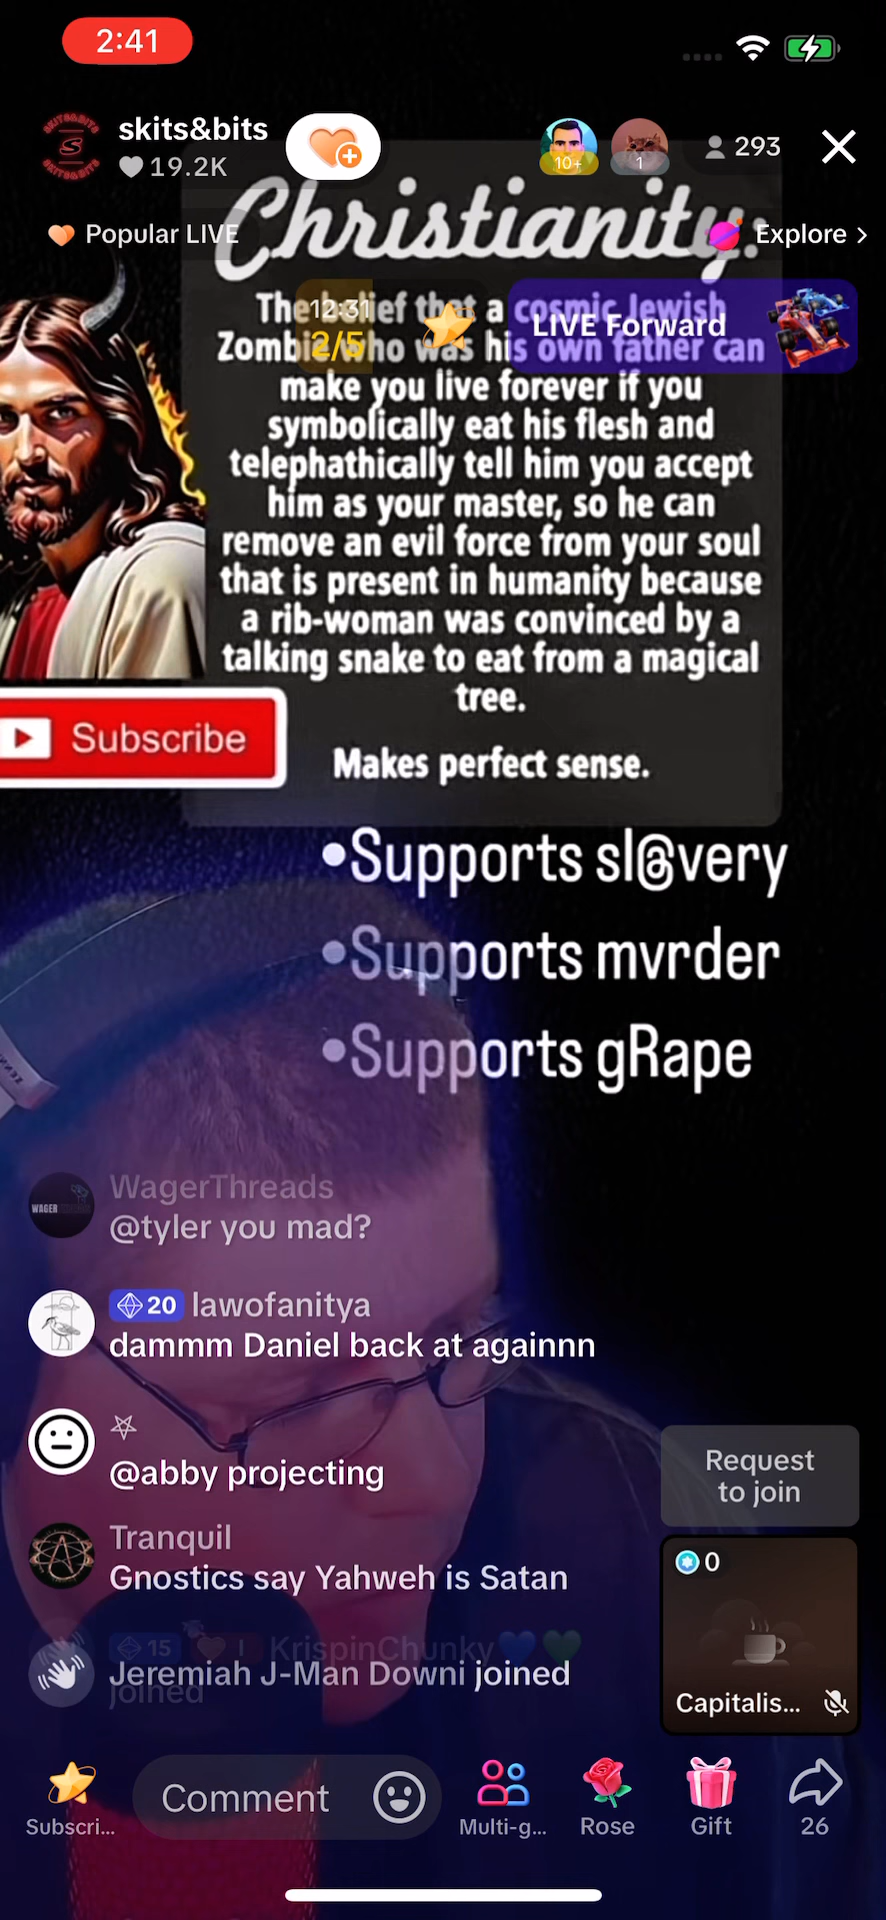 2:41
skits&bits
19.2K
10+
1
293
Popular LIVE
Explore >
Christianity:
The belief that a cosmic Jewish
Zombie who was his own father can
make you live forever if you
symbolically eat his flesh and
telephathically tell him you accept
him as your master, so he can
remove an evil force from your soul
that is present in humanity because
a rib-woman was convinced by a
talking snake to eat from a magical
tree.
Makes perfect sense.
12:31
2/5
LIVE Forward
Subscribe
•Supports sl@very
•Supports mvrder
•Supports gRape
WagerThreads
@tyler you mad?
20 lawofanitya
dammm Daniel back at againnn
@abby projecting
Tranquil
Gnostics say Yahweh is Satan
15 KrispinChunky
joined
Jeremiah J-Man Downi joined
Request
to join
0
Capitalis...
Subscri...
Comment
Multi-g...
Rose
Gift
26
SKITS&BITS
S
SKITS&BITS
WAGER